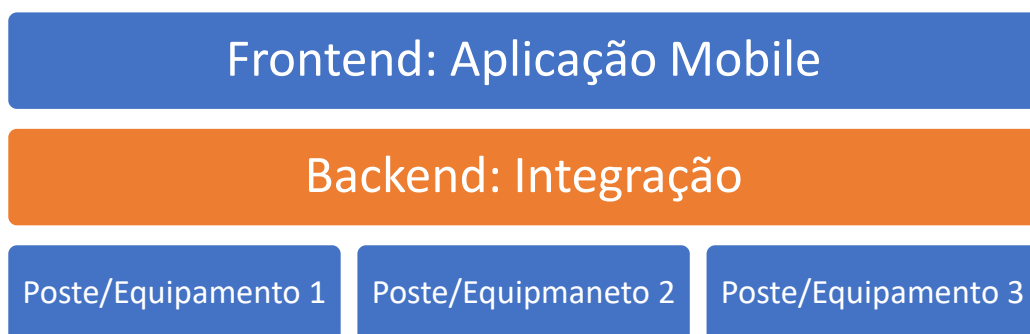 Frontend: Aplicação Mobile
Backend: Integração
Poste/Equipamento 1
Poste/Equipmaneto 2
Poste/Equipamento 3